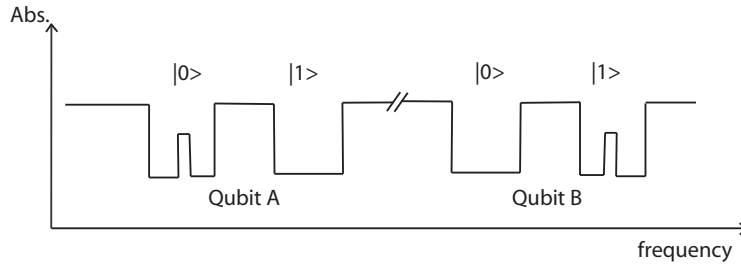 Abs.
|0> |1> |0> |1>
Qubit A Qubit B
frequency